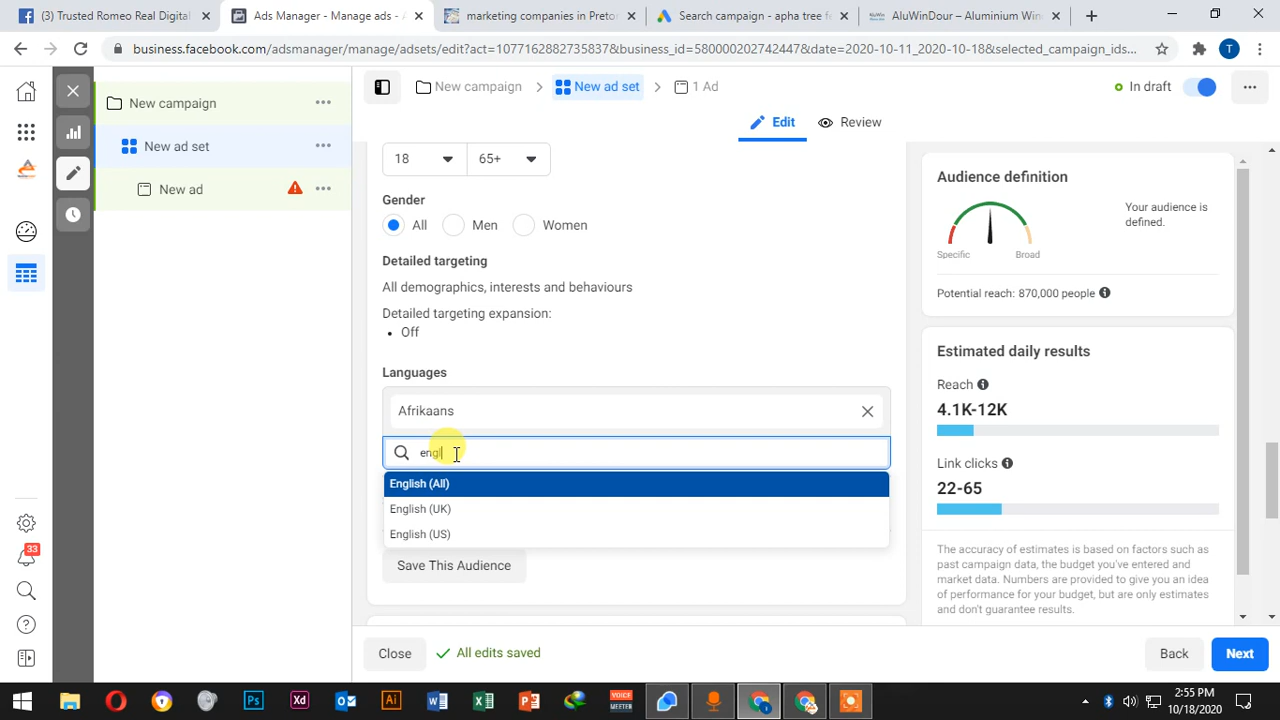 (3) Trusted Romeo Real Digital
Ads Manager - Manage ads -
marketing companies in Pretor
Search campaign - apha tree f
AluWinDour – Aluminium Win
business.facebook.com/adsmanager/manage/adsets/edit?act=1077162882735837&business_id=580000202742447&date=2020-10-11_2020-10-18&selected_campaign_ids...
T
New campaign
New ad set
New ad
New campaign
New ad set
1 Ad
In draft
Edit
Review
18
65+
Gender
All
Men
Women
Detailed targeting
All demographics, interests and behaviours
Detailed targeting expansion:
• Off
Languages
Afrikaans
engl
English (All)
English (UK)
English (US)
Save This Audience
Audience definition
Your audience is
defined.
Specific
Broad
Potential reach: 870,000 people
Estimated daily results
Reach
4.1K-12K
Link clicks
22-65
The accuracy of estimates is based on factors such as
past campaign data, the budget you've entered and
market data. Numbers are provided to give you an idea
of performance for your budget, but are only estimates
and don't guarantee results.
33
Close
All edits saved
Back
Next
Ps
Xd
Ai
VOICE
MEETER
2:55 PM
10/18/2020